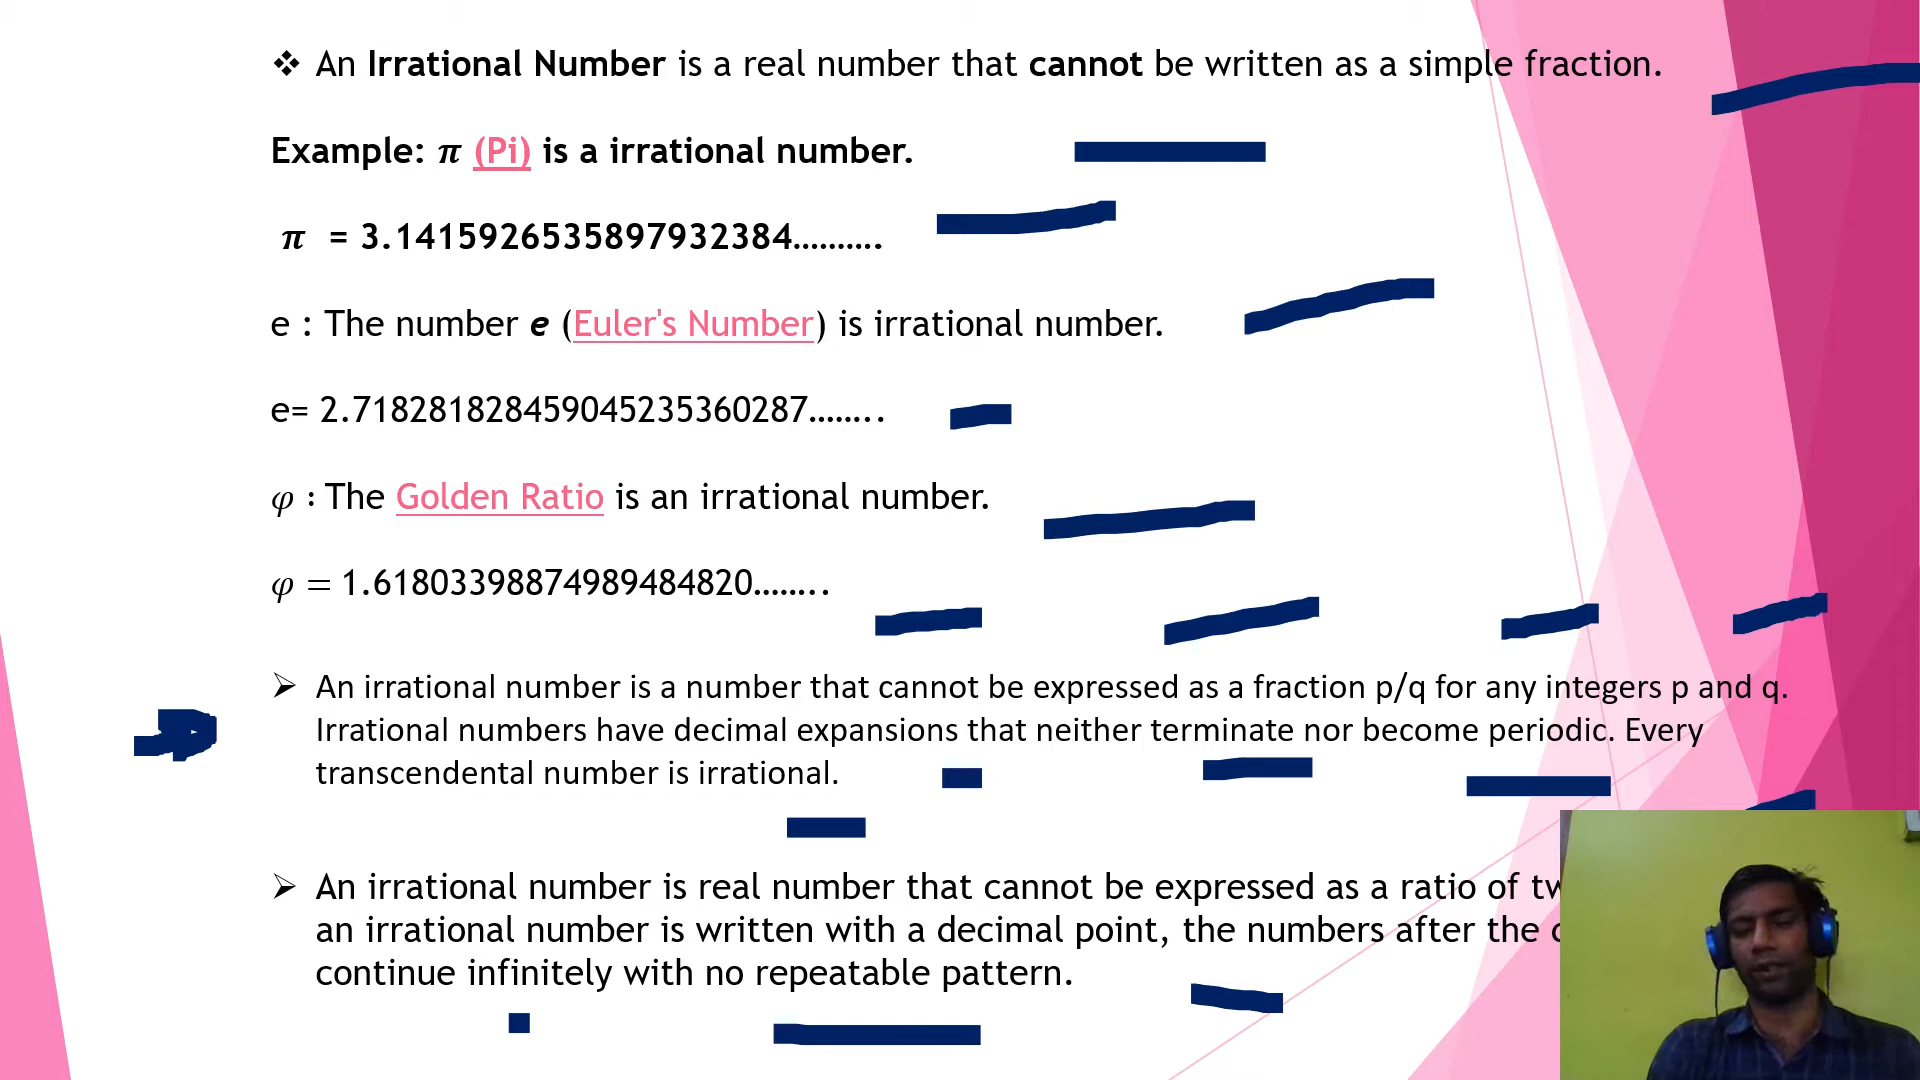 ❖ An Irrational Number is a real number that cannot be written as a simple fraction.
Example: π (Pi) is a irrational number.
π = 3.1415926535897932384..........
e : The number e (Euler's Number) is irrational number.
e= 2.718281828459045235360287........
φ : The Golden Ratio is an irrational number.
φ = 1.61803398874989484820........
➢ An irrational number is a number that cannot be expressed as a fraction p/q for any integers p and q.
Irrational numbers have decimal expansions that neither terminate nor become periodic. Every
transcendental number is irrational.
➢ An irrational number is real number that cannot be expressed as a ratio of
an irrational number is written with a decimal point, the numbers after the
continue infinitely with no repeatable pattern.